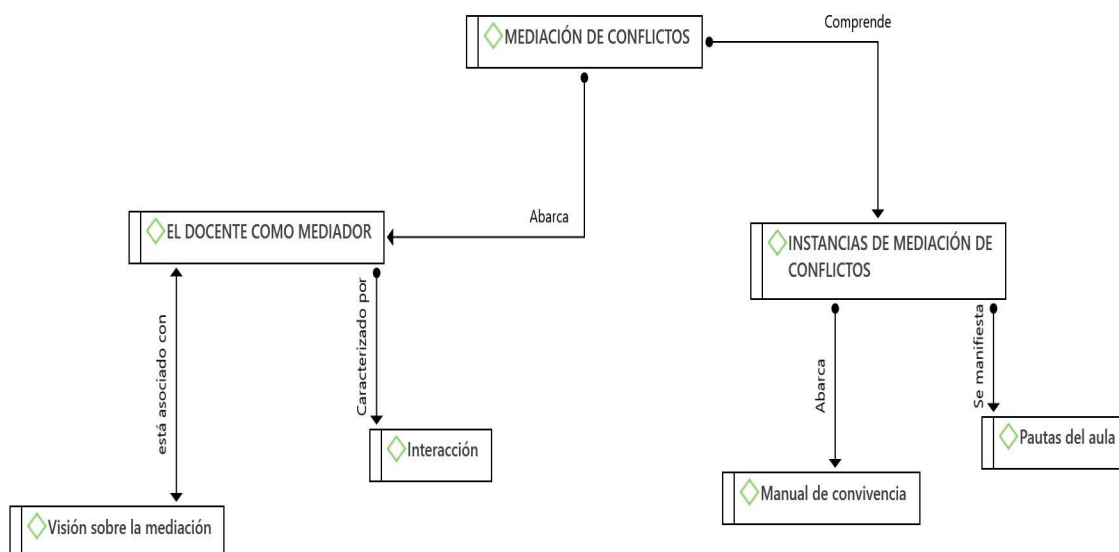 MEDIACIÓN DE CONFLICTOS
Comprende
Abarca
EL DOCENTE COMO MEDIADOR
INSTANCIAS DE MEDIACIÓN DE
CONFLICTOS
está asociado con
Caracterizado por
Abarca
Se manifiesta
Interacción
Pautas del aula
Manual de convivencia
Visión sobre la mediación